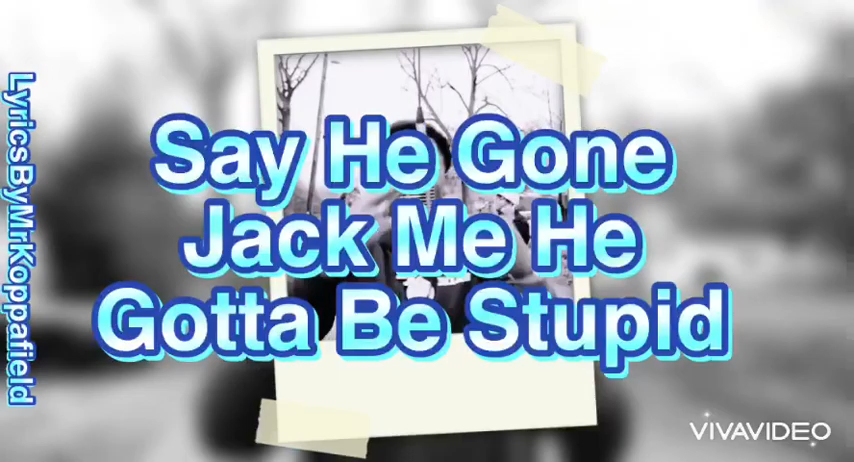 LyricsByMrKoppafield
Say He Gone
Jack Me He
Gotta Be Stupid
VIVAVIDEO